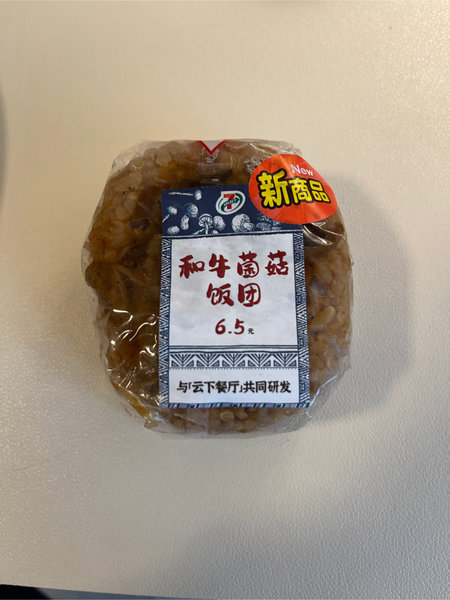 New
新商品
和牛菌菇
饭团
6.5元
与「云下餐厅」共同研发